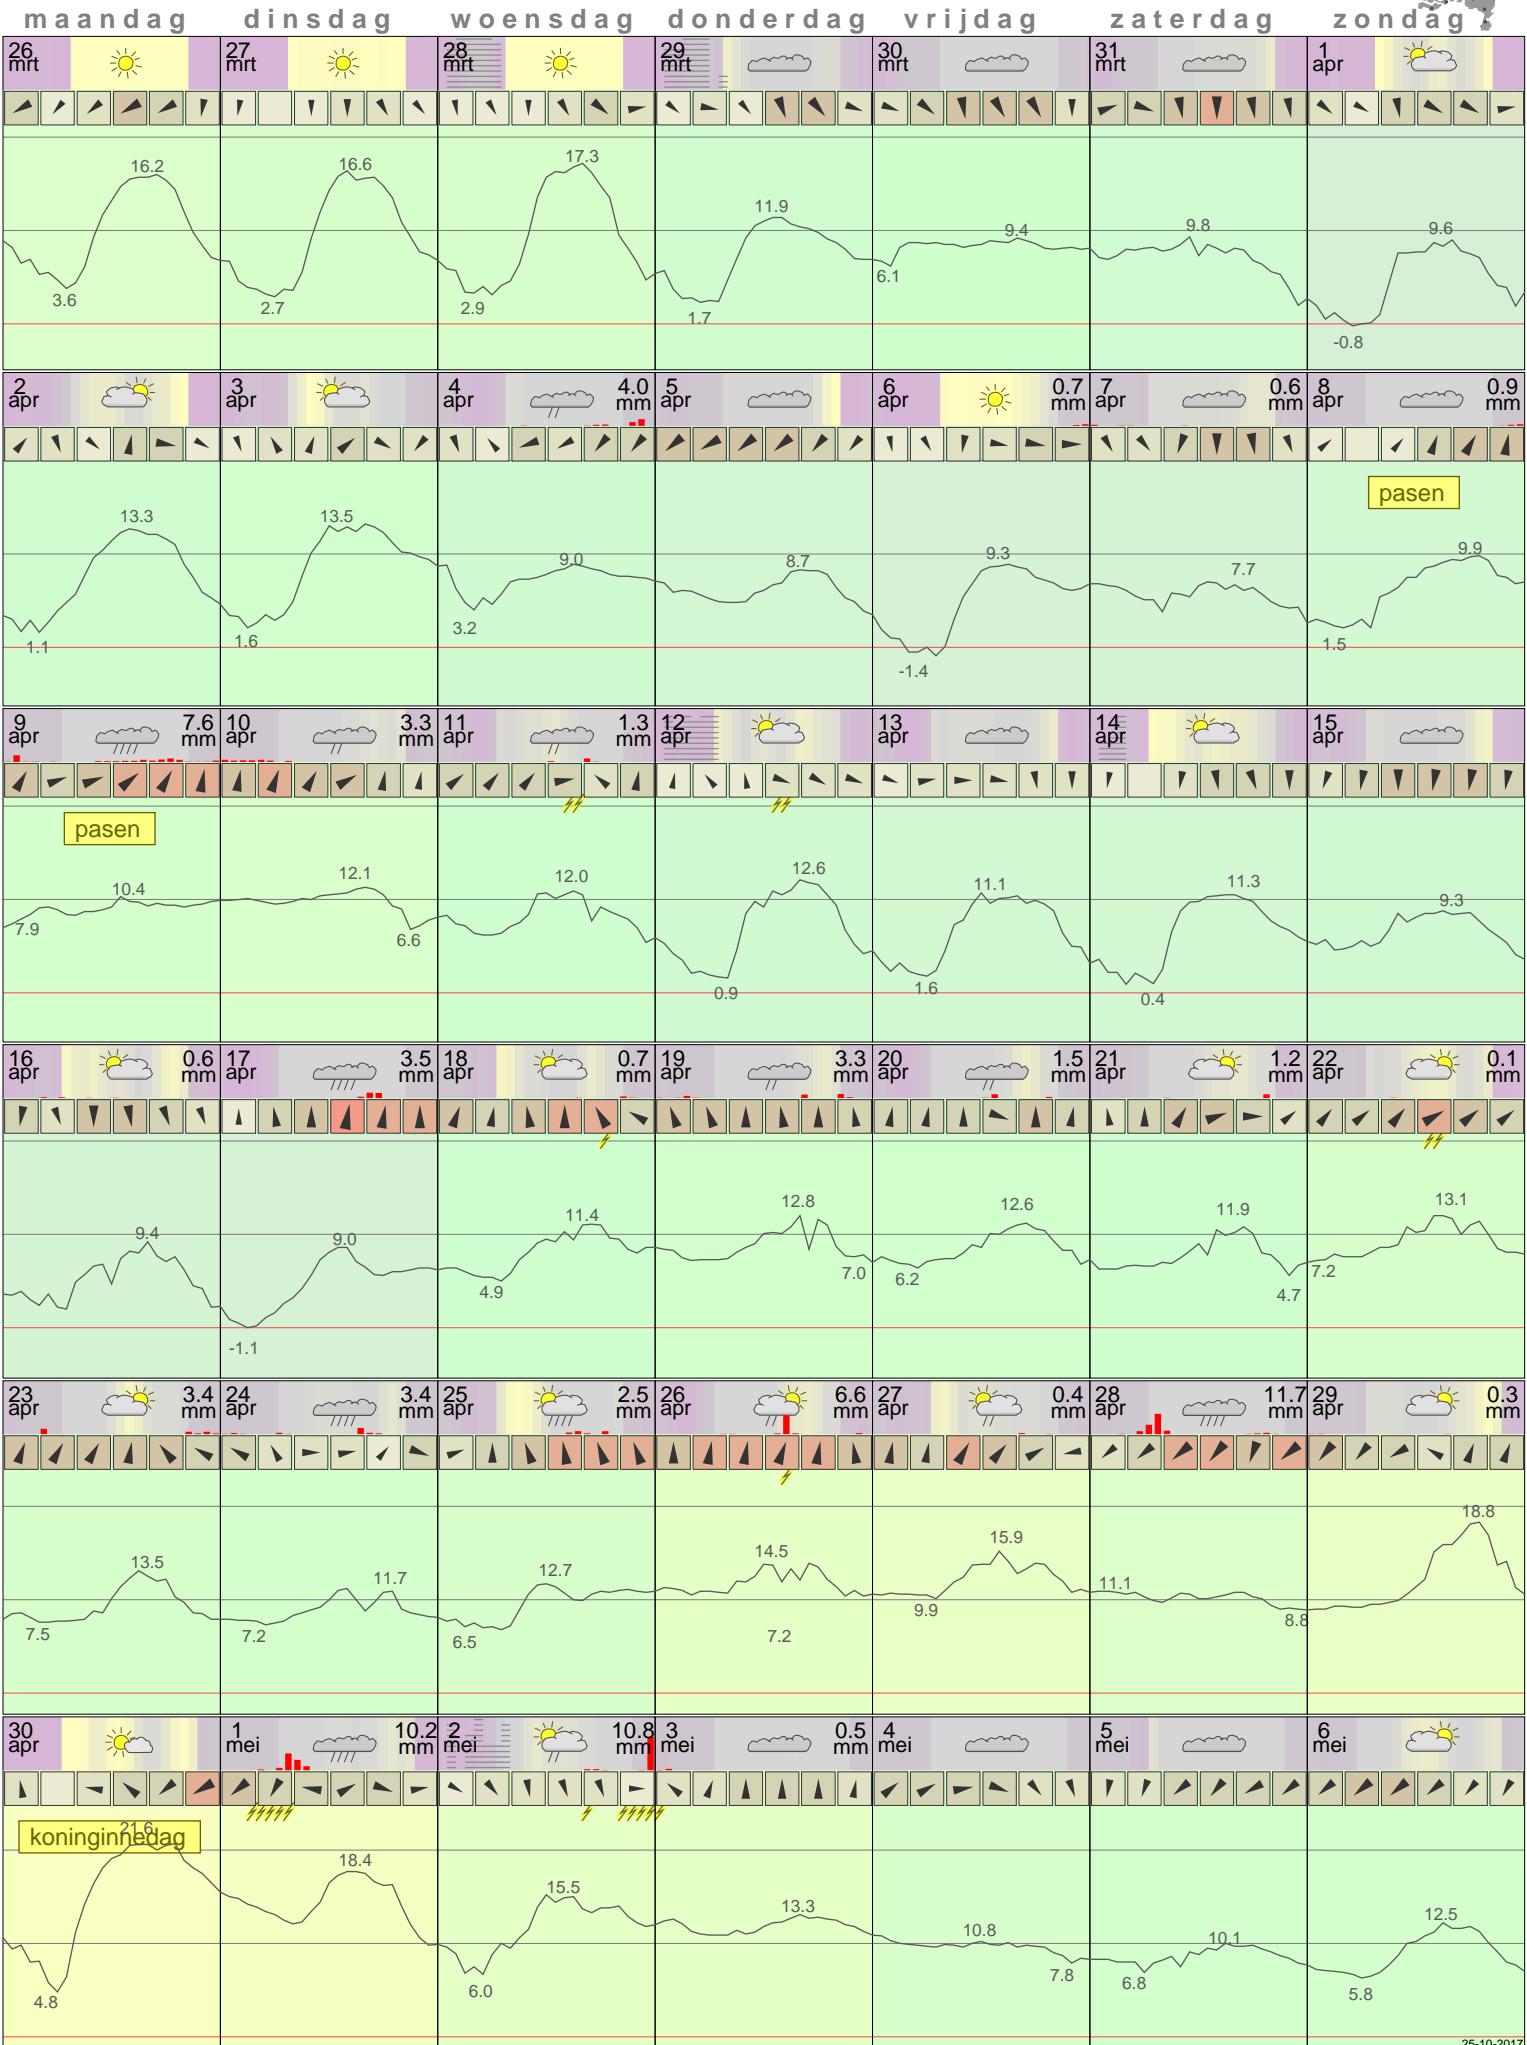 maandag dinsdag woensdag donderdag vrijdag zaterdag zondag
26 27 28 29 30 31 1
mrt mrt mrt mrt mrt mrt apr
16.2 16.6 17.3 11.9 9.4 9.8 9.6
3.6 2.7 2.9 1.7 6.1 -0.8
2 3 4 4.0 5 6 0.7 7 0.6 8 0.9
apr apr apr mm apr apr mm apr mm apr mm
pasen
13.3 13.5 9.0 8.7 9.3 7.7 9.9
1.1 1.6 3.2 -1.4 1.5
9 7.6 10 3.3 11 1.3 12 13 14 15
apr mm apr mm apr mm apr apr apr apr
pasen
10.4 12.1 12.0 12.6 11.1 11.3 9.3
7.9 6.6 0.9 1.6 0.4
16 0.6 17 3.5 18 0.7 19 3.3 20 1.5 21 1.2 22 0.1
apr mm apr mm apr mm apr mm apr mm apr mm apr mm
9.4 9.0 11.4 12.8 12.6 11.9 13.1
-1.1 4.9 7.0 6.2 4.7 7.2
23 3.4 24 3.4 25 2.5 26 6.6 27 0.4 28 11.7 29 0.3
apr mm apr mm apr mm apr mm apr mm apr mm apr mm
13.5 11.7 12.7 14.5 15.9 11.1 18.8
7.5 7.2 6.5 7.2 9.9 8.8
30 1 10.2 2 10.8 3 0.5 4 5 6
apr mei mm mei mm mei mm mei mei mei
koninginnedag
21.6 18.4 15.5 13.3 10.8 10.1 12.5
4.8 6.0 7.8 6.8 5.8
25-10-2017